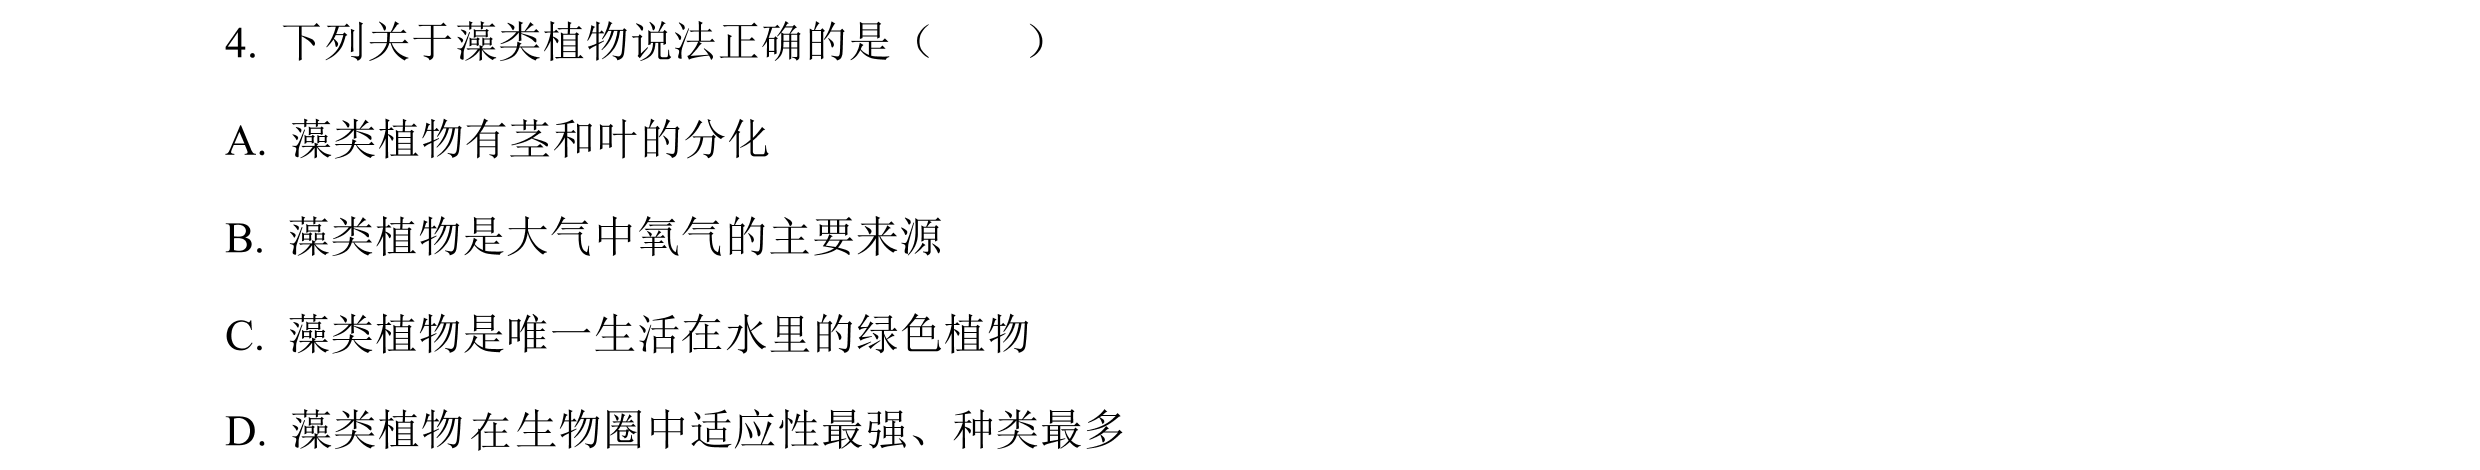 4. 下列关于藻类植物说法正确的是（　　）
A. 藻类植物有茎和叶的分化
B. 藻类植物是大气中氧气的主要来源
C. 藻类植物是唯一生活在水里的绿色植物
D. 藻类植物在生物圈中适应性最强、种类最多